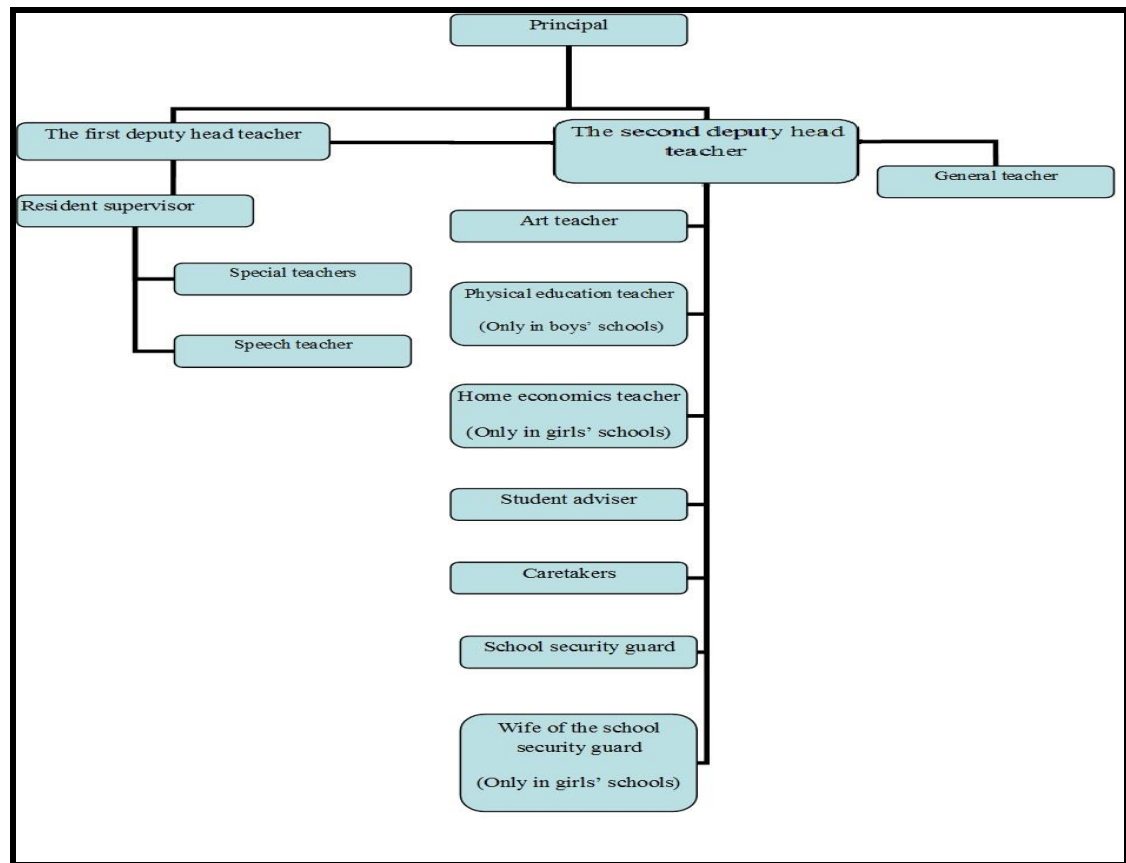 Principal
The first deputy head teacher
The second deputy head
teacher
General teacher
Resident supervisor
Special teachers
Speech teacher
Art teacher
Physical education teacher
(Only in boys’ schools)
Home economics teacher
(Only in girls’ schools)
Student adviser
Caretakers
School security guard
Wife of the school
security guard
(Only in girls’ schools)